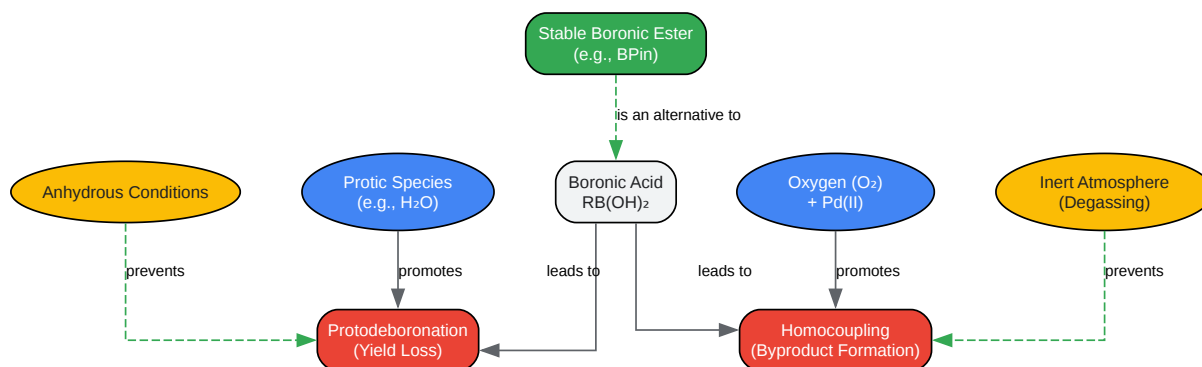 Stable Boronic Ester
(e.g., BPin)
is an alternative to
Anhydrous Conditions
Protic Species
(e.g., H₂O)
Boronic Acid
RB(OH)₂
Oxygen (O₂)
+ Pd(II)
Inert Atmosphere
(Degassing)
prevents
promotes
leads to
leads to
promotes
prevents
Protodeboronation
(Yield Loss)
Homocoupling
(Byproduct Formation)